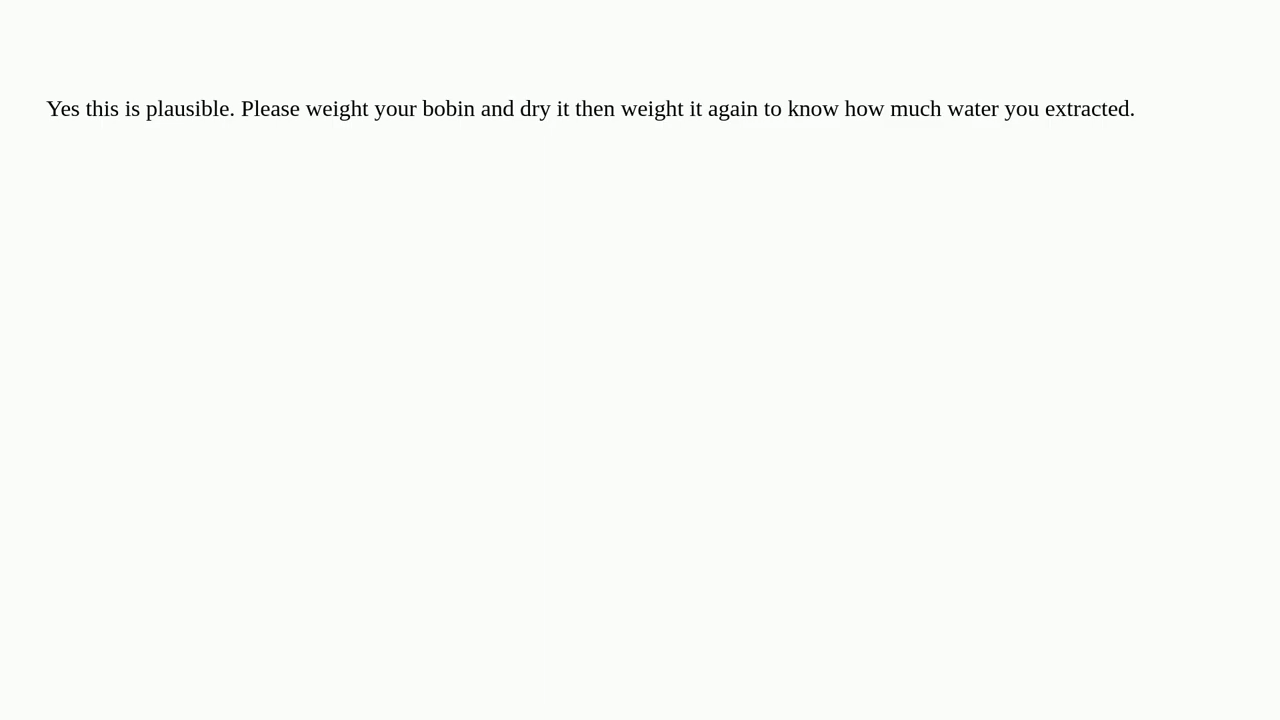 Yes this is plausible. Please weight your bobin and dry it then weight it again to know how much water you extracted.